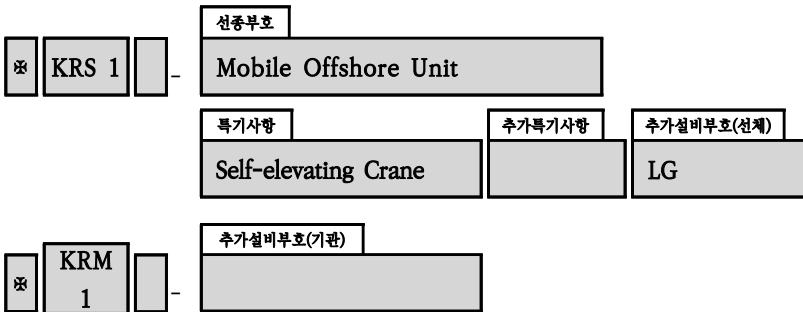 선종부호
✠ KRS 1 - Mobile Offshore Unit
특기사항 추가특기사항 추가설비부호(선체)
Self-elevating Crane LG
추가설비부호(기관)
✠ KRM 1 -